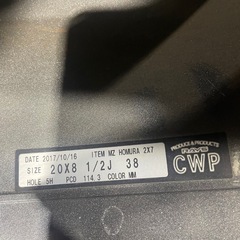 DATE 2017/10/16 ITEM MZ HOMURA 2X7
SIZE 20X8 1/2J 38
HOLE 5H PCD 114.3 COLOR MM
PRODUCE & PRODUCTS
RAYS
CWP